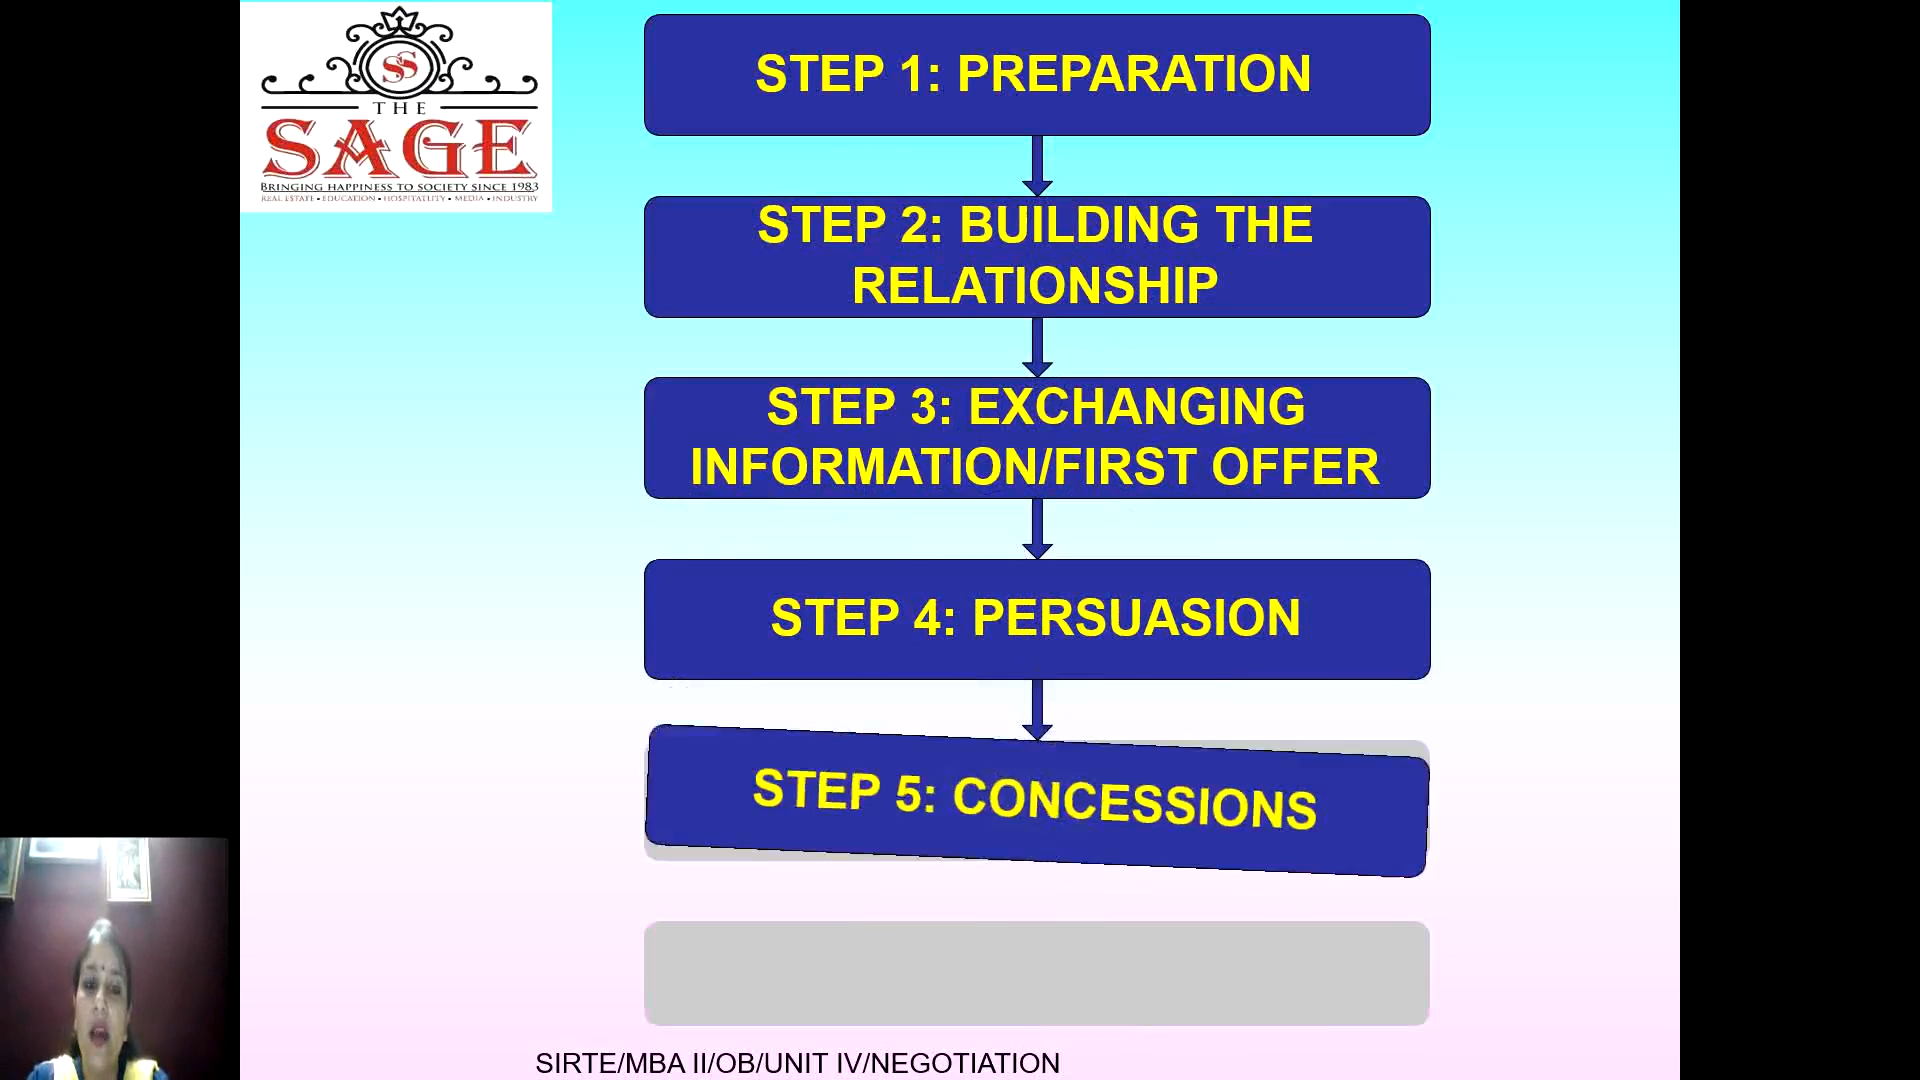 SS
THE
SAGE
BRINGING HAPPINESS TO SOCIETY SINCE 1983
REAL ESTATE • EDUCATION • HOSPITALITY • MEDIA • INDUSTRY
STEP 1: PREPARATION
STEP 2: BUILDING THE
RELATIONSHIP
STEP 3: EXCHANGING
INFORMATION/FIRST OFFER
STEP 4: PERSUASION
STEP 5: CONCESSIONS
SIRTE/MBA II/OB/UNIT IV/NEGOTIATION